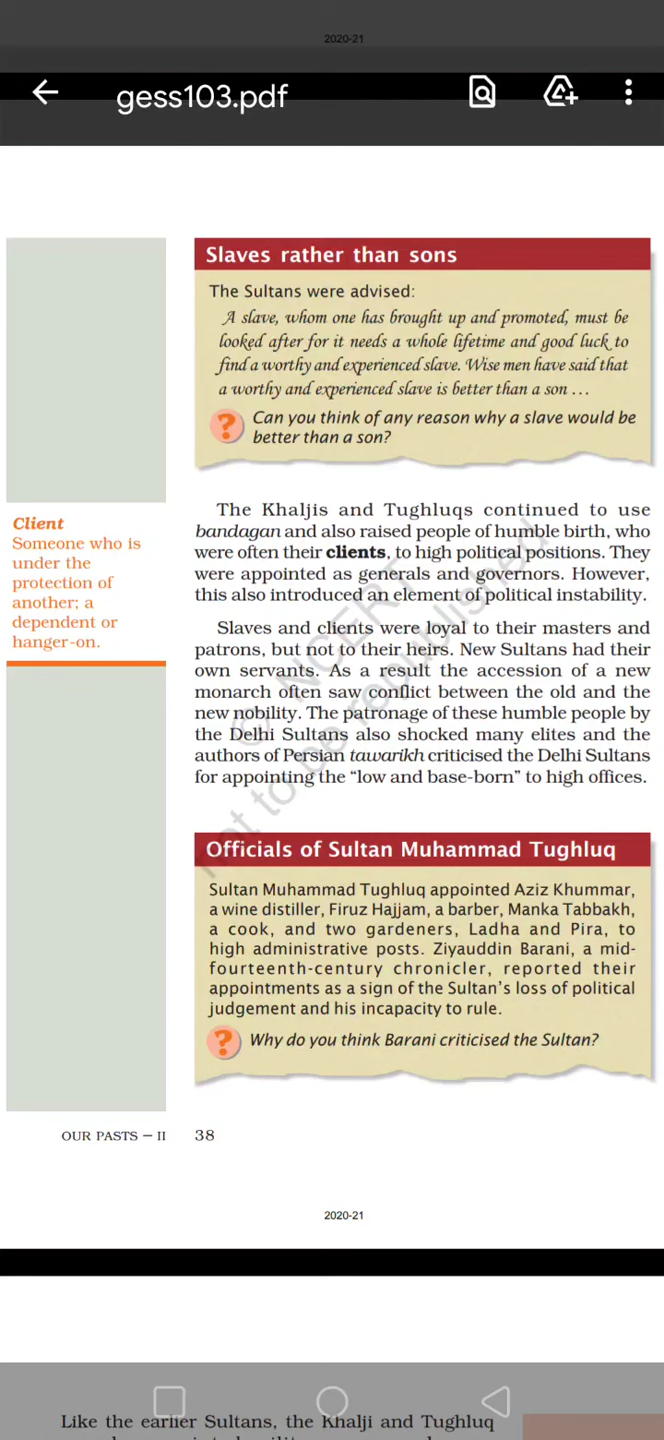 2020-21
gess103.pdf
Slaves rather than sons
The Sultans were advised:
A slave, whom one has brought up and promoted, must be
looked after for it needs a whole lifetime and good luck to
find a worthy and experienced slave. Wise men have said that
a worthy and experienced slave is better than a son ...
? Can you think of any reason why a slave would be
better than a son?
The Khaljis and Tughluqs continued to use
bandagan and also raised people of humble birth, who
were often their clients, to high political positions. They
were appointed as generals and governors. However,
this also introduced an element of political instability.
Client
Someone who is
under the
protection of
another; a
dependent or
hanger-on.
Slaves and clients were loyal to their masters and
patrons, but not to their heirs. New Sultans had their
own servants. As a result the accession of a new
monarch often saw conflict between the old and the
new nobility. The patronage of these humble people by
the Delhi Sultans also shocked many elites and the
authors of Persian tawarikh criticised the Delhi Sultans
for appointing the “low and base-born” to high offices.
© NCERT
not to be republished
Officials of Sultan Muhammad Tughluq
Sultan Muhammad Tughluq appointed Aziz Khummar,
a wine distiller, Firuz Hajjam, a barber, Manka Tabbakh,
a cook, and two gardeners, Ladha and Pira, to
high administrative posts. Ziyauddin Barani, a mid-
fourteenth-century chronicler, reported their
appointments as a sign of the Sultan’s loss of political
judgement and his incapacity to rule.
? Why do you think Barani criticised the Sultan?
OUR PASTS – II 38
2020-21
Like the earlier Sultans, the Khalji and Tughluq